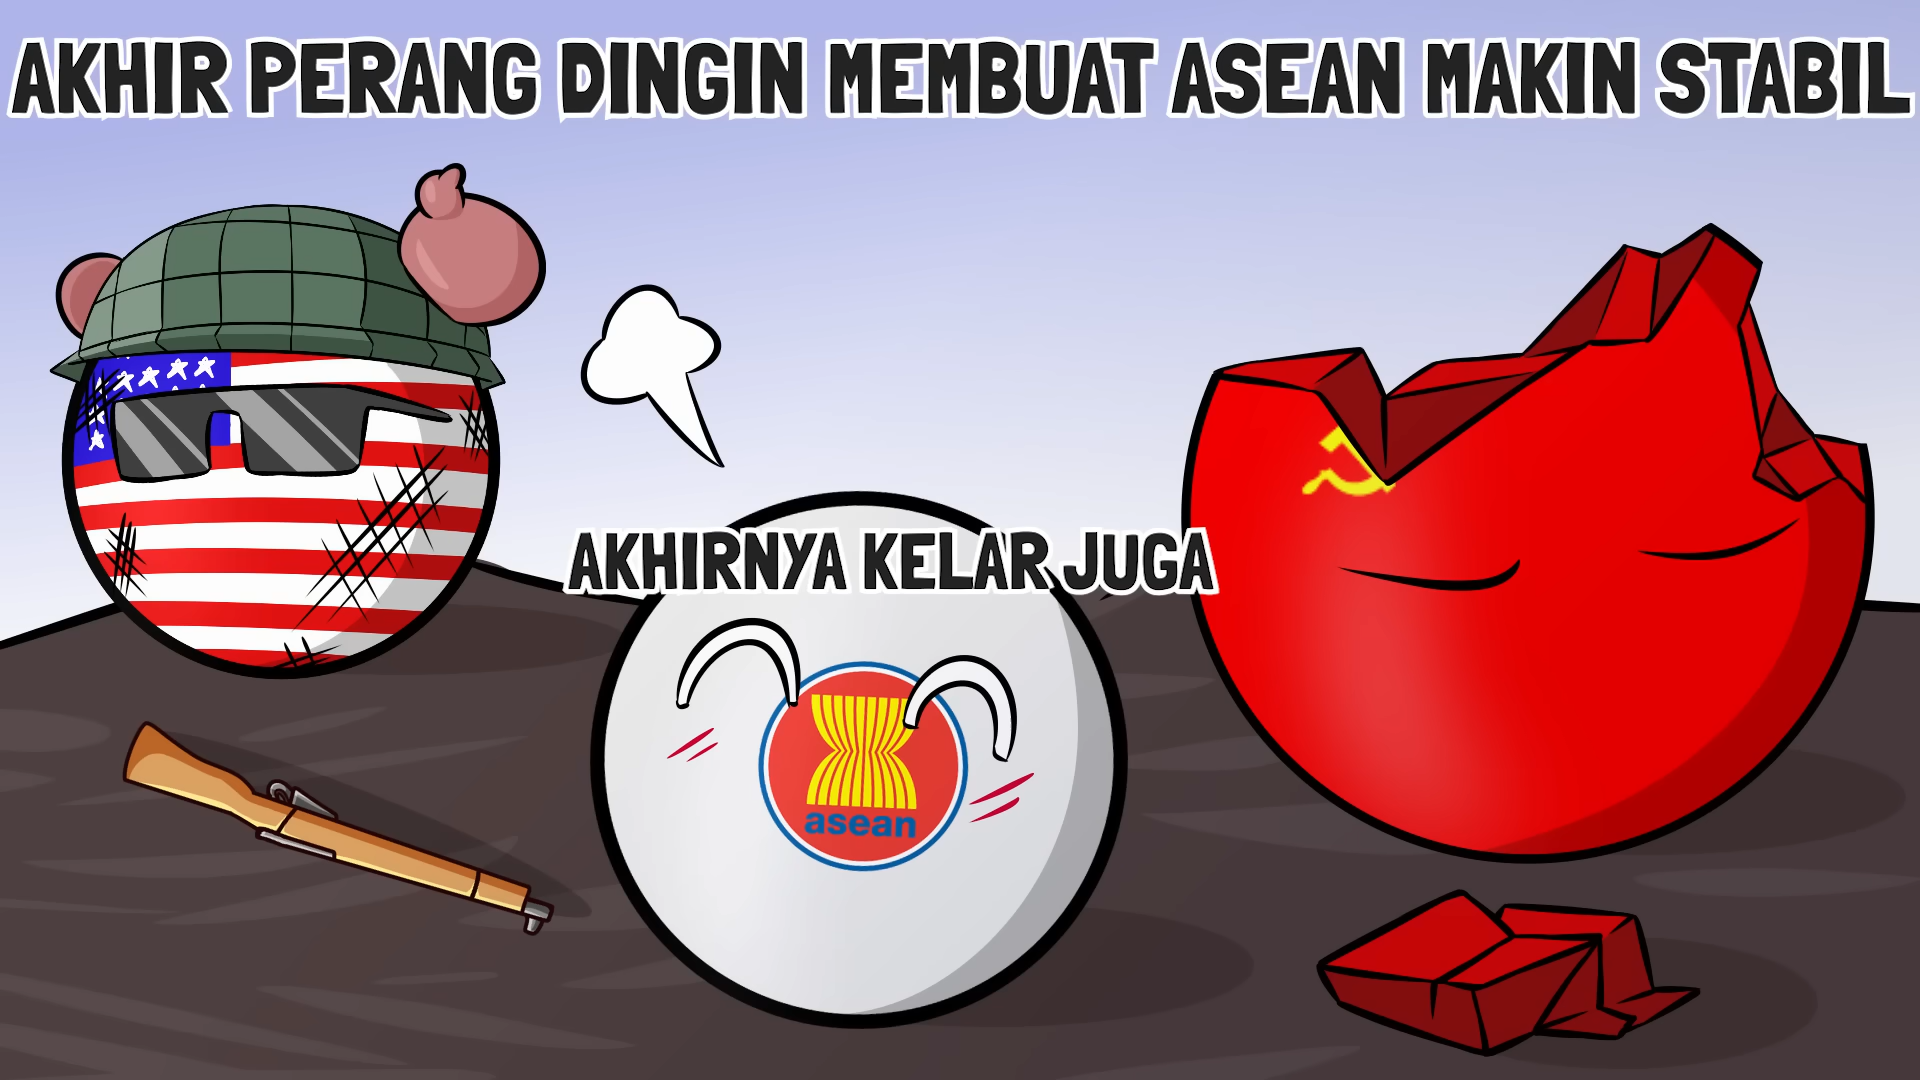 AKHIR PERANG DINGIN MEMBUAT ASEAN MAKIN STABIL
AKHIRNYA KELAR JUGA
asean